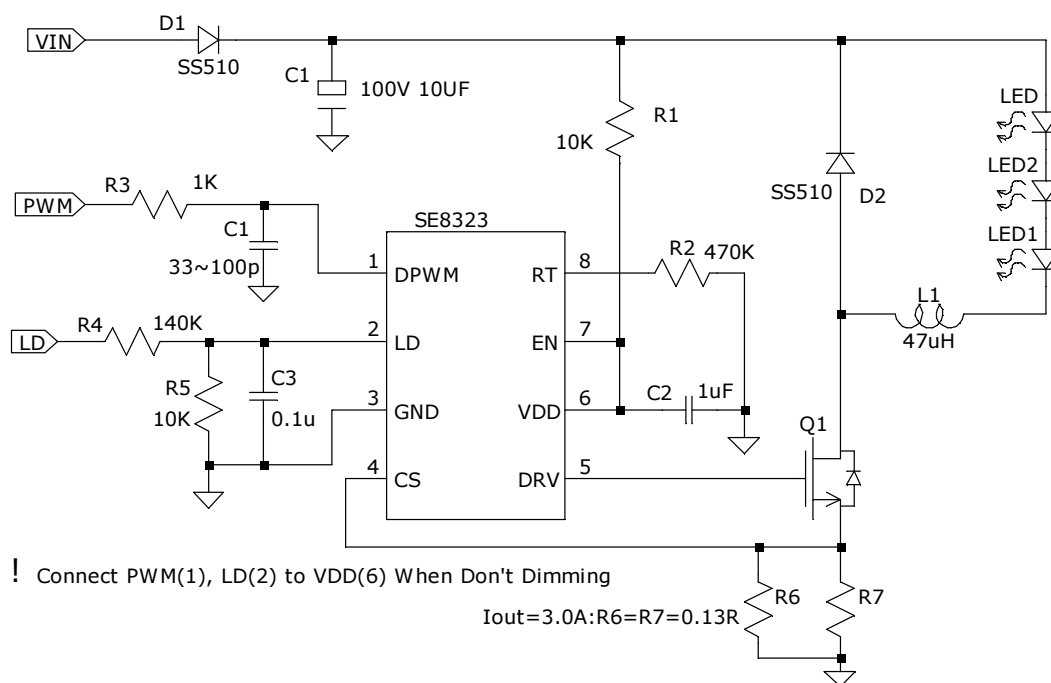 D1
VIN
SS510
C1
100V 10UF
R1
10K
LED
LED2
LED1
SS510
D2
R3
1K
PWM
C1
33~100p
SE8323
1
DPWM
RT
8
R2
470K
R4
140K
LD
2
LD
EN
7
L1
47uH
R5
10K
C3
0.1u
3
GND
VDD
6
C2
1uF
Q1
4
CS
DRV
5
! Connect PWM(1), LD(2) to VDD(6) When Don't Dimming
R6
R7
Iout=3.0A:R6=R7=0.13R